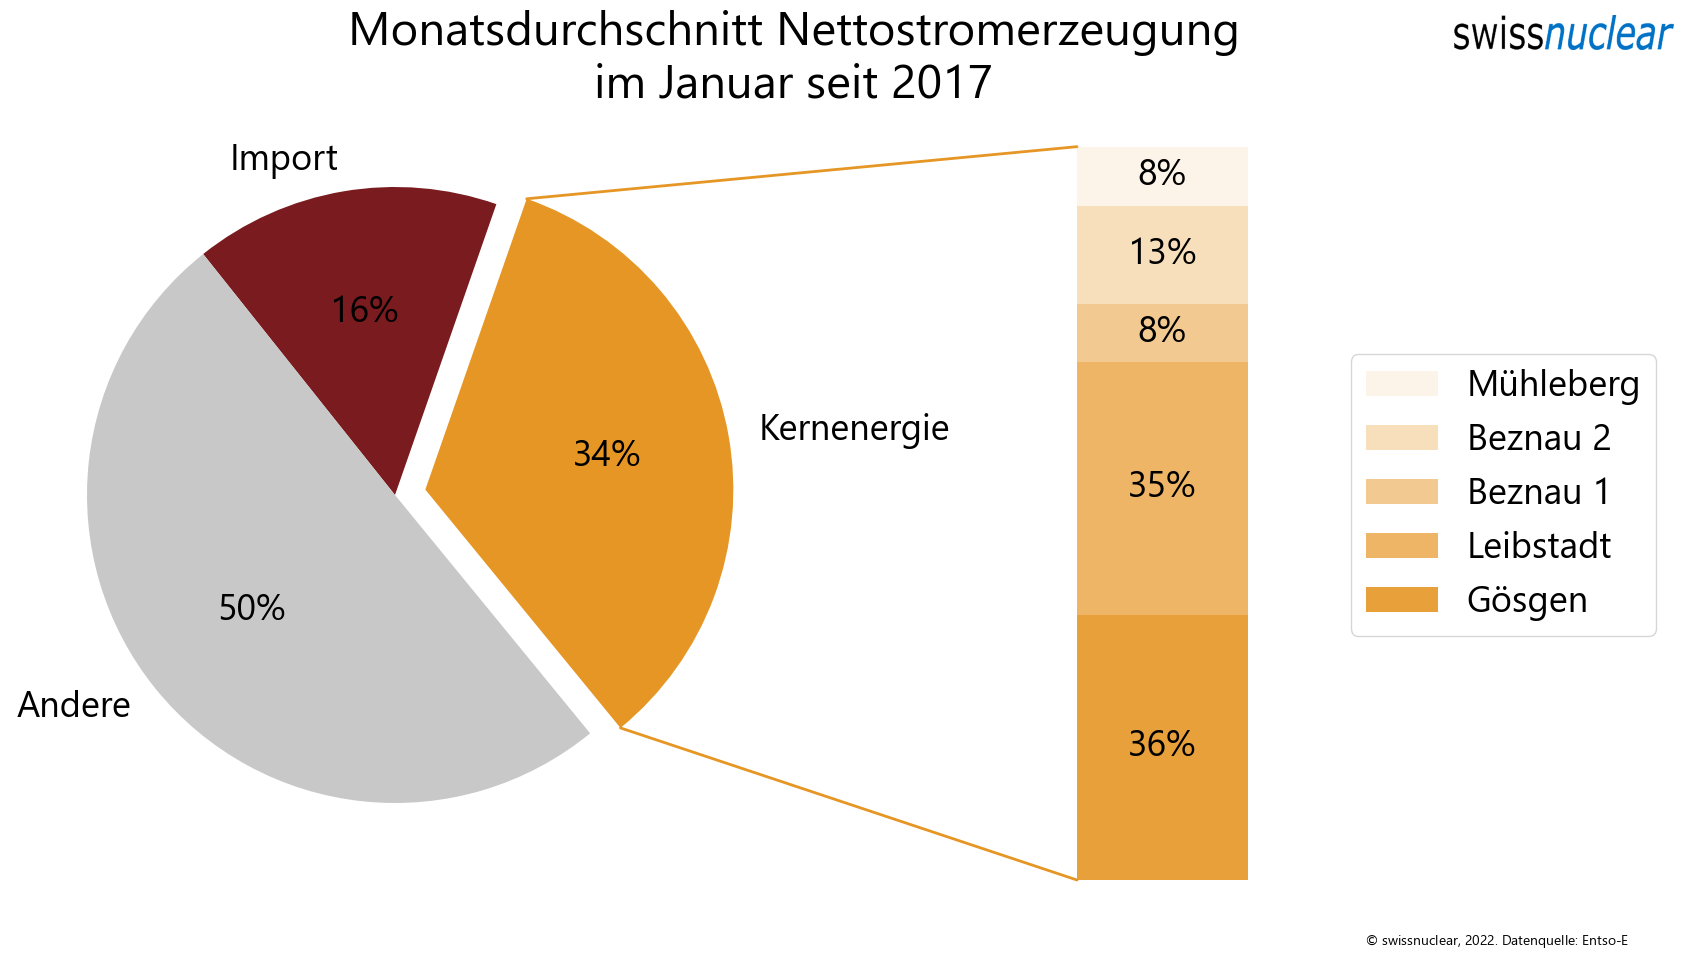 Monatsdurchschnitt Nettostromerzeugung
im Januar seit 2017
swissnuclear
Import
16%
34%
Kernenergie
50%
Andere
8%
13%
8%
35%
36%
Mühleberg
Beznau 2
Beznau 1
Leibstadt
Gösgen
© swissnuclear, 2022. Datenquelle: Entso-E